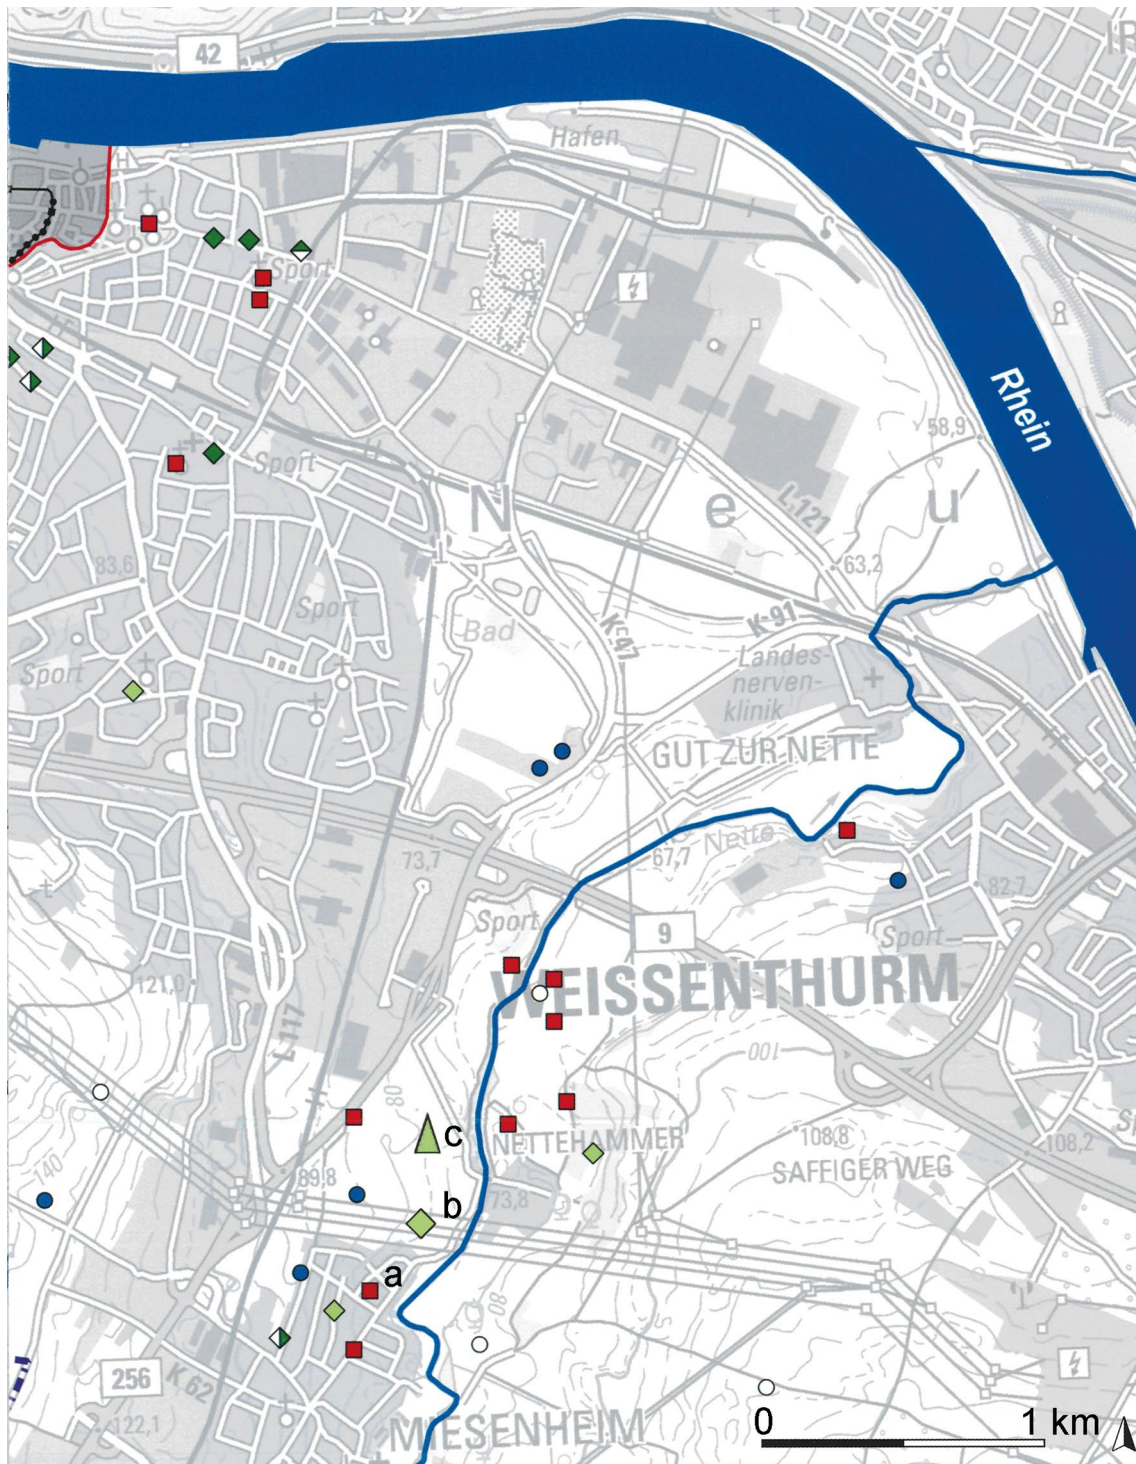 42
Hafen
Sport
Rhein
58,9
Sport
N e u
L 121
83,6
63,2
Sport
K 47
K 91
Bad
Landes-
nerven-
klinik
Sport
GUT ZUR NETTE
Nette
73,7
67,7
82,7
Sport
9
Sport
WEISSENTHURM
121,0
L 117
100
80
c
NETTEHAMMER
108,8
108,2
SAFFIGER WEG
140
89,8
b
73,8
a
80
256
K 62
122,1
MIESENHEIM
0 1 km